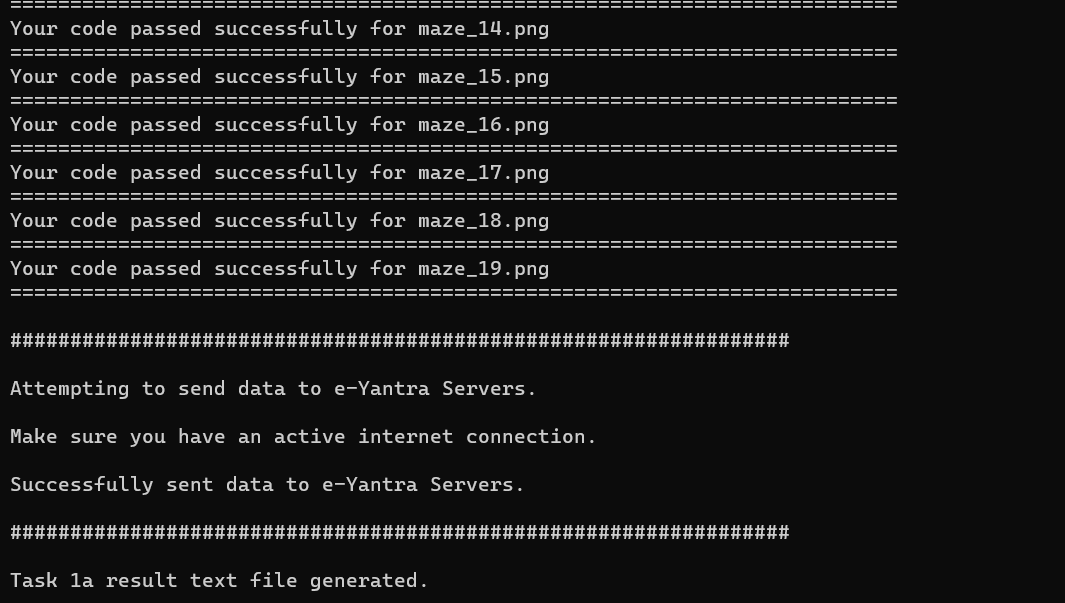 ==========================================================================
Your code passed successfully for maze_14.png
==========================================================================
Your code passed successfully for maze_15.png
==========================================================================
Your code passed successfully for maze_16.png
==========================================================================
Your code passed successfully for maze_17.png
==========================================================================
Your code passed successfully for maze_18.png
==========================================================================
Your code passed successfully for maze_19.png
==========================================================================
#################################################################
Attempting to send data to e-Yantra Servers.
Make sure you have an active internet connection.
Successfully sent data to e-Yantra Servers.
#################################################################
Task 1a result text file generated.